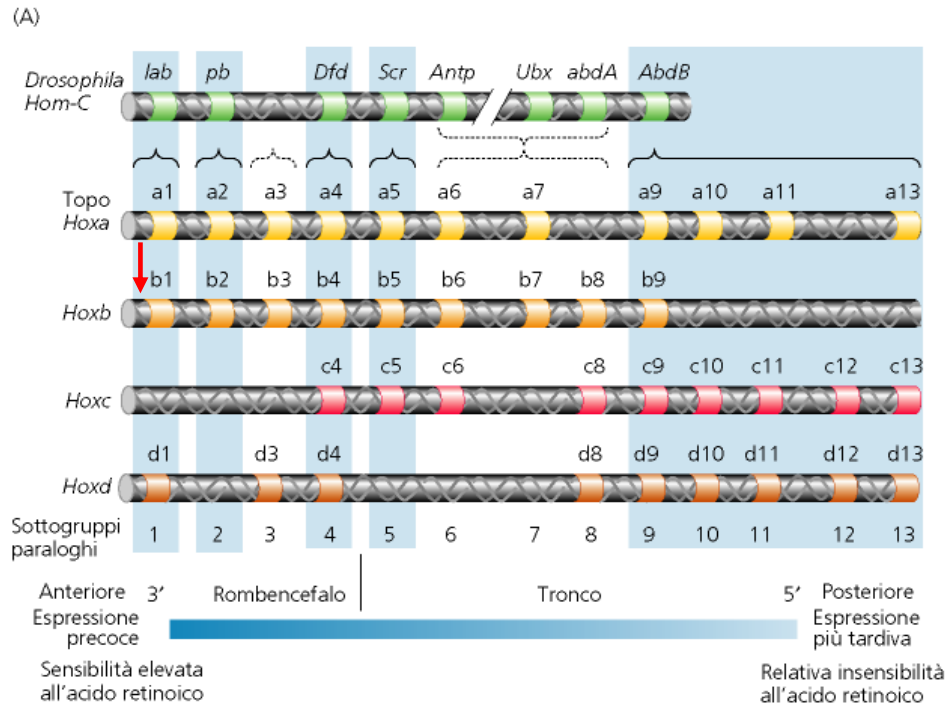 (A)
lab pb Dfd Scr Antp Ubx abdA AbdB
Drosophila
Hom-C
a1 a2 a3 a4 a5 a6 a7 a9 a10 a11 a13
Topo
Hoxa
b1 b2 b3 b4 b5 b6 b7 b8 b9
Hoxb
c4 c5 c6 c8 c9 c10 c11 c12 c13
Hoxc
d1 d3 d4 d8 d9 d10 d11 d12 d13
Hoxd
Sottogruppi
paraloghi
1 2 3 4 5 6 7 8 9 10 11 12 13
Anteriore 3′ Rombencefalo Tronco 5′ Posteriore
Espressione
precoce
Espressione
più tardiva
Sensibilità elevata
all'acido retinoico
Relativa insensibilità
all'acido retinoico